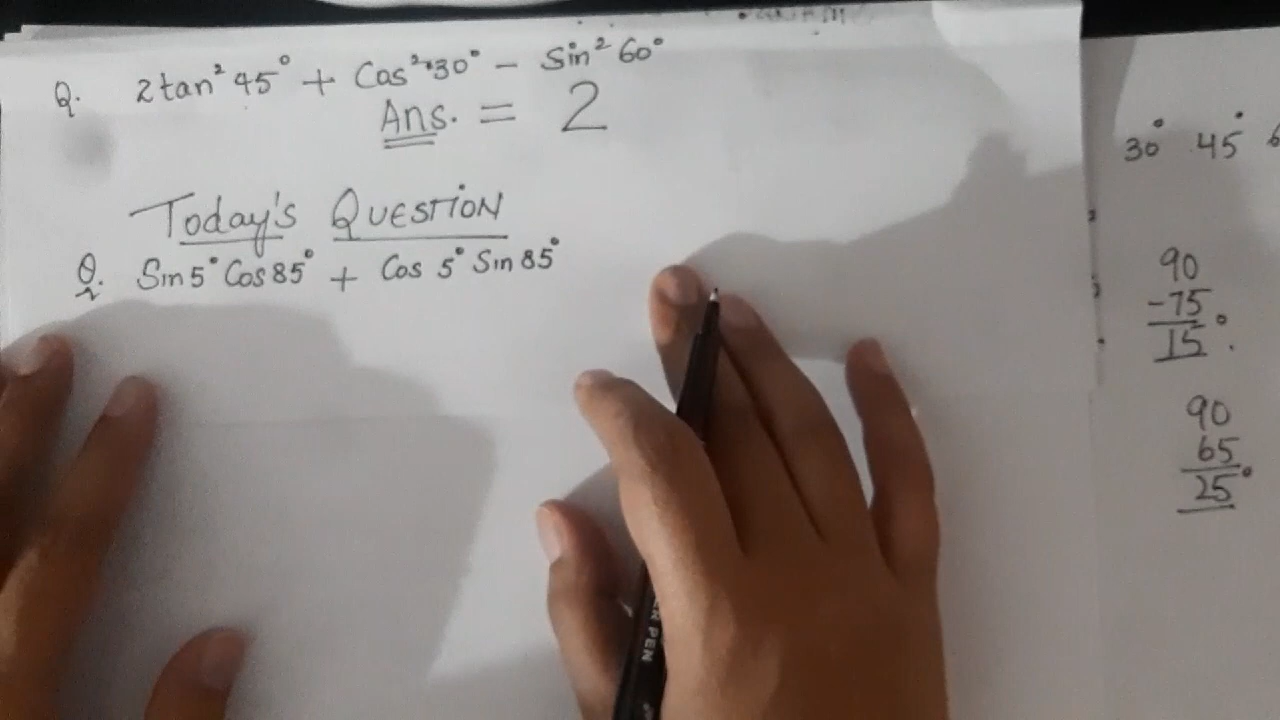 Q. 2tan² 45° + Cos² 30° - Sin² 60°
Ans. = 2
Today's QUESTION
Q. Sin 5° Cos 85° + Cos 5° Sin 85°
30° 45°
90
-75
15°
90
65
25°
PEN